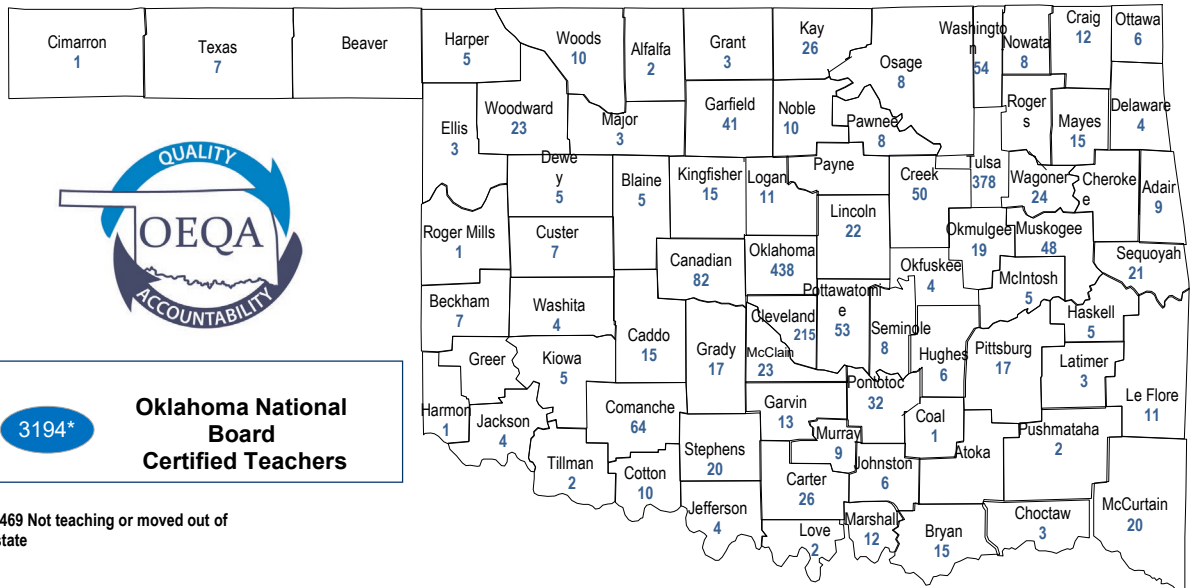 Cimarron
1
Texas
7
Beaver
Harper
5
Woods
10
Alfalfa
2
Grant
3
Kay
26
Osage
8
Washingto
n
54
Nowata
8
Craig
12
Ottawa
6
Ellis
3
Woodward
23
Major
3
Garfield
41
Noble
10
Pawnee
8
Roger
s
Mayes
15
Delaware
4
Dewe
y
5
Blaine
5
Kingfisher
15
Logan
11
Payne
Creek
50
ulsa
378
Wagoner
24
Cheroke
e
Adair
9
Roger Mills
1
Custer
7
Canadian
82
Oklahoma
438
Lincoln
22
Okmulgee
19
Muskogee
48
Sequoyah
21
Okfuskee
4
McIntosh
5
Beckham
7
Washita
4
Caddo
15
Grady
17
Cleveland
215
McClain
23
Pottawatomi
e
53
Seminole
8
Hughes
6
Pittsburg
17
Haskell
5
Latimer
3
Le Flore
11
Greer
Kiowa
5
Harmon
1
Jackson
4
Comanche
64
Garvin
13
Pontotoc
32
Coal
1
Pushmataha
2
Atoka
Tillman
2
Cotton
10
Stephens
20
Murray
9
Johnston
6
Carter
26
Jefferson
4
Love
2
Marshall
12
Bryan
15
Choctaw
3
McCurtain
20
QUALITY
OEQA
ACCOUNTABILITY
3194*
Oklahoma National
Board
Certified Teachers
469 Not teaching or moved out of
state